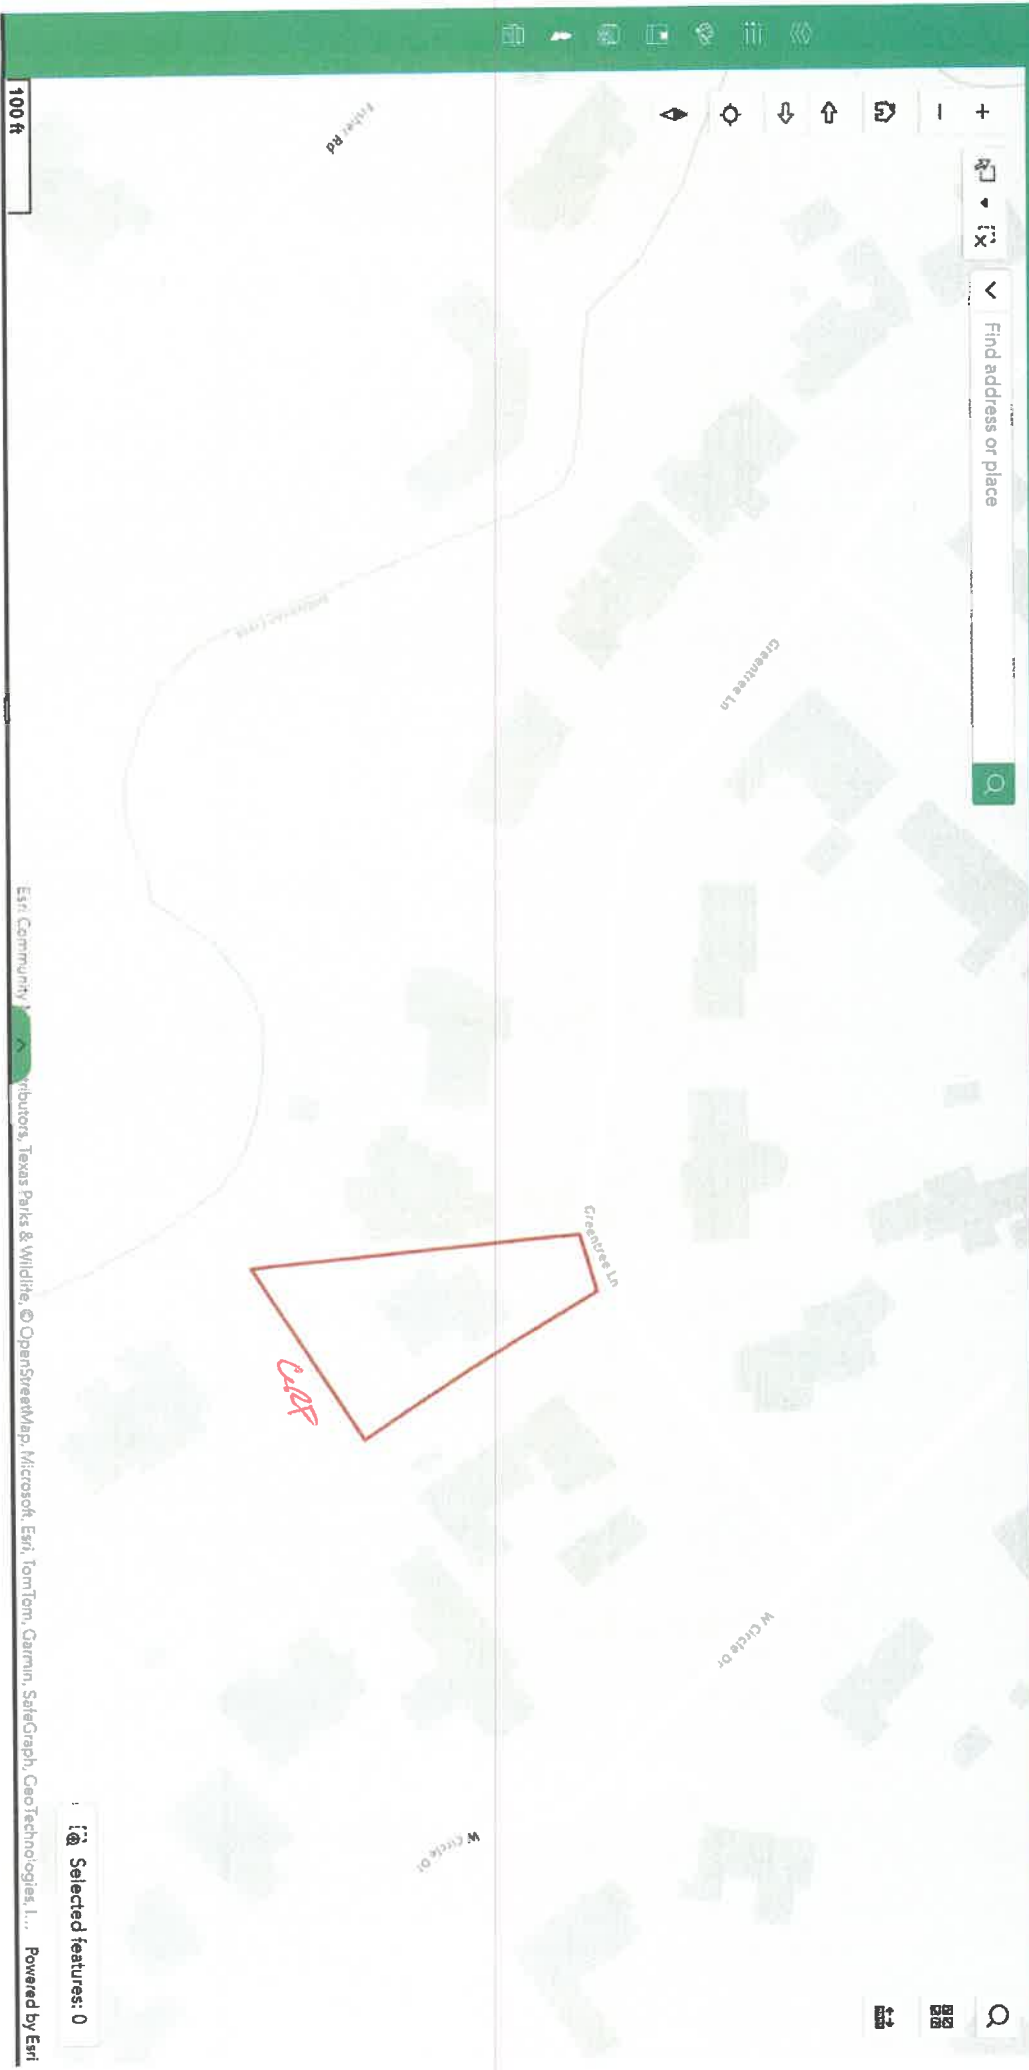 +
−
Find address or place
Fisher Rd
Greentree Ln
Greentree Ln
W Circle Dr
W Circle Dr
100 ft
Selected features: 0
Esri Community
tributors, Texas Parks & Wildlife, © OpenStreetMap, Microsoft, Esri, TomTom, Garmin, SafeGraph, GeoTechnologies, I...
Powered by Esri